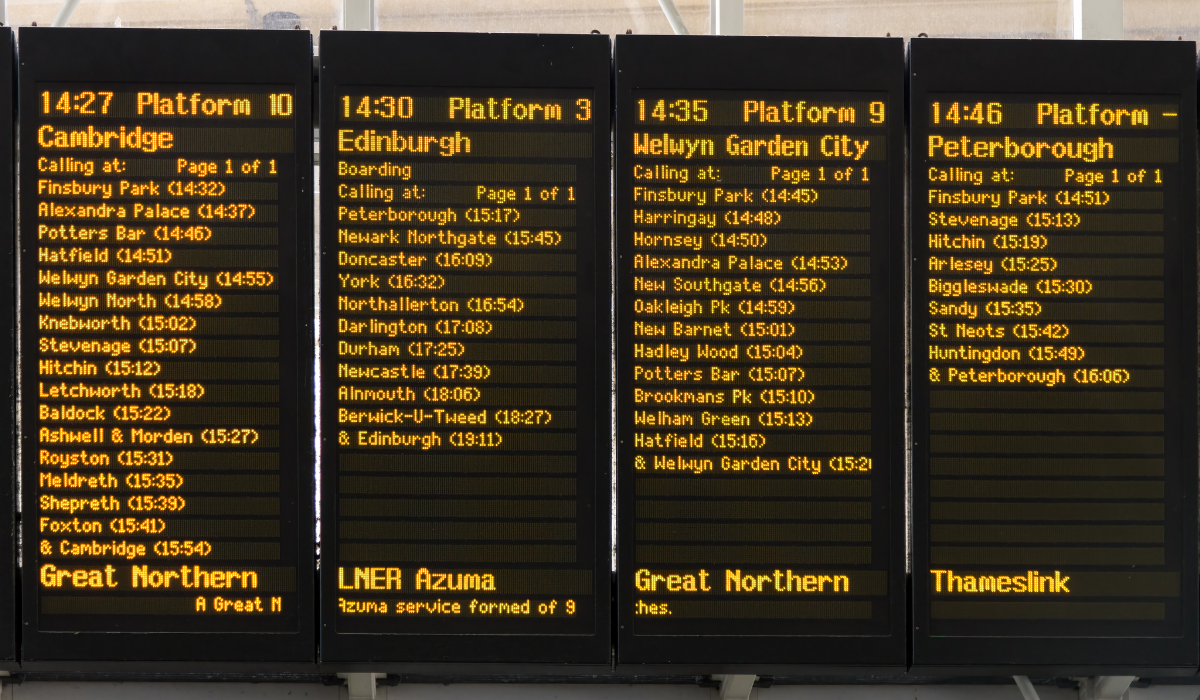 14:27 Platform 10
Cambridge
Calling at: Page 1 of 1
Finsbury Park (14:32)
Alexandra Palace (14:37)
Potters Bar (14:46)
Hatfield (14:51)
Welwyn Garden City (14:55)
Welwyn North (14:58)
Knebworth (15:02)
Stevenage (15:07)
Hitchin (15:12)
Letchworth (15:18)
Baldock (15:22)
Ashwell & Morden (15:27)
Royston (15:31)
Meldreth (15:35)
Shepreth (15:39)
Foxton (15:41)
& Cambridge (15:54)
Great Northern
A Great N
14:30 Platform 3
Edinburgh
Boarding
Calling at: Page 1 of 1
Peterborough (15:17)
Newark Northgate (15:45)
Doncaster (16:09)
York (16:32)
Northallerton (16:54)
Darlington (17:08)
Durham (17:25)
Newcastle (17:39)
Alnmouth (18:06)
Berwick-U-Tweed (18:27)
& Edinburgh (19:11)
LNER Azuma
Azuma service formed of 9
14:35 Platform 9
Welwyn Garden City
Calling at: Page 1 of 1
Finsbury Park (14:45)
Harringay (14:48)
Hornsey (14:50)
Alexandra Palace (14:53)
New Southgate (14:56)
Oakleigh Pk (14:59)
New Barnet (15:01)
Hadley Wood (15:04)
Potters Bar (15:07)
Brookmans Pk (15:10)
Welham Green (15:13)
Hatfield (15:16)
& Welwyn Garden City (15:2
Great Northern
hes.
14:46 Platform -
Peterborough
Calling at: Page 1 of 1
Finsbury Park (14:51)
Stevenage (15:13)
Hitchin (15:19)
Arlesey (15:25)
Biggleswade (15:30)
Sandy (15:35)
St Neots (15:42)
Huntingdon (15:49)
& Peterborough (16:06)
Thameslink